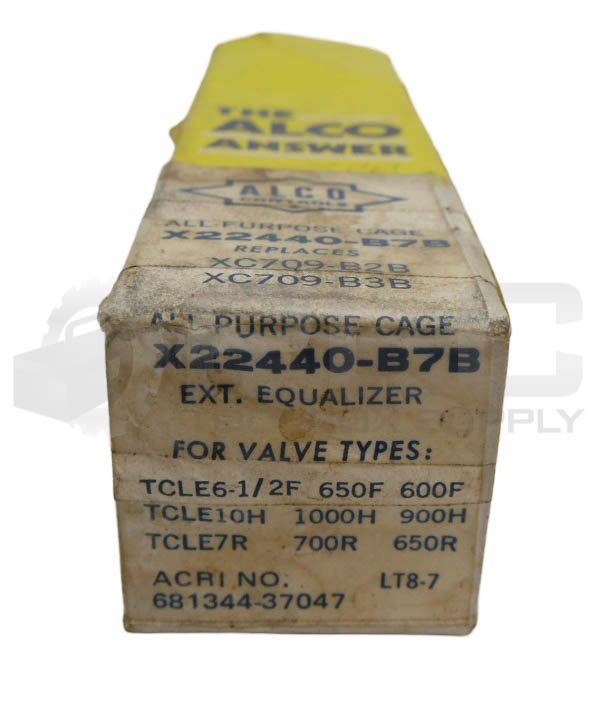 THE
ALCO
ANSWER
ALCO
CONTROLS
ALL-PURPOSE CAGE
X22440-B7B
REPLACES
XC709-B2B
XC709-B3B
ALL PURPOSE CAGE
X22440-B7B
EXT. EQUALIZER
FOR VALVE TYPES:
TCLE6-1/2F 650F 600F
TCLE10H 1000H 900H
TCLE7R 700R 650R
ACRI NO. LT8-7
681344-37047
SUPPLY